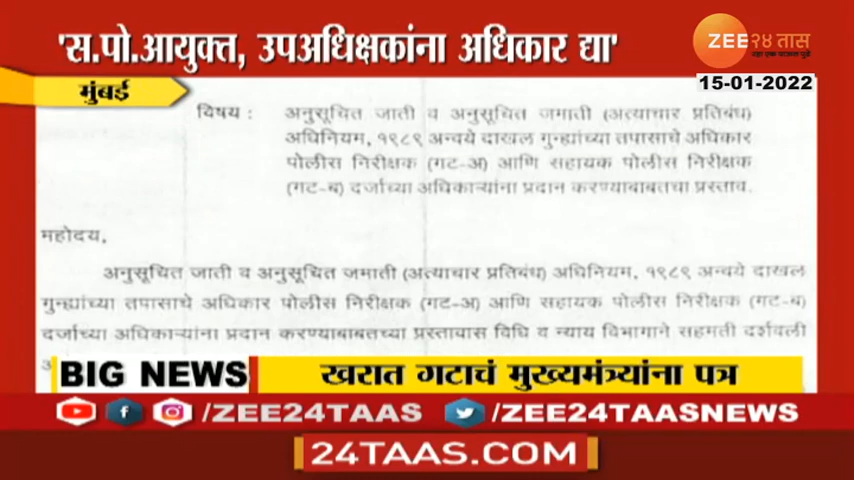 'स.पो.आयुक्त, उपअधिक्षकांना अधिकार द्या'
ZEE २४ तास
15-01-2022
मुंबई
विषय : अनुसूचित जाती व अनुसूचित जमाती (अत्याचार प्रतिबंध)
अधिनियम, १९८९ अन्वये दाखल गुन्ह्यांच्या तपासाचे अधिकार
पोलीस निरीक्षक (गट-अ) आणि सहायक पोलीस निरीक्षक
(गट-ब) दर्जाच्या अधिकाऱ्यांना प्रदान करण्याबाबतचा प्रस्ताव.
महोदय,
अनुसूचित जाती व अनुसूचित जमाती (अत्याचार प्रतिबंध) अधिनियम, १९८९ अन्वये दाखल
गुन्ह्यांच्या तपासाचे अधिकार पोलीस निरीक्षक (गट-अ) आणि सहायक पोलीस निरीक्षक (गट-ब)
दर्जाच्या अधिकाऱ्यांना प्रदान करण्याबाबतच्या प्रस्तावास विधि व न्याय विभागाने सहमती दर्शवली
BIG NEWS खरात गटाचं मुख्यमंत्र्यांना पत्र
/ZEE24TAAS /ZEE24TAASNEWS
24TAAS.COM